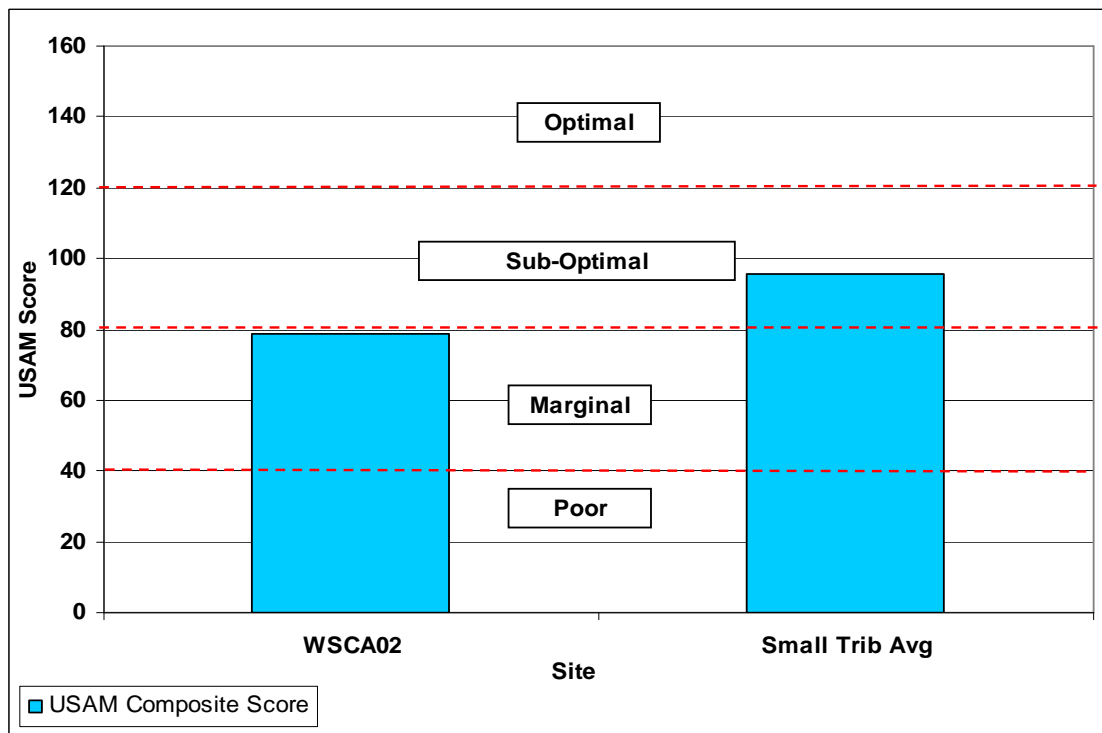 160
140
120
100
80
60
40
20
0
USAM Score
Optimal
Sub-Optimal
Marginal
Poor
WSCA02
Small Trib Avg
Site
USAM Composite Score